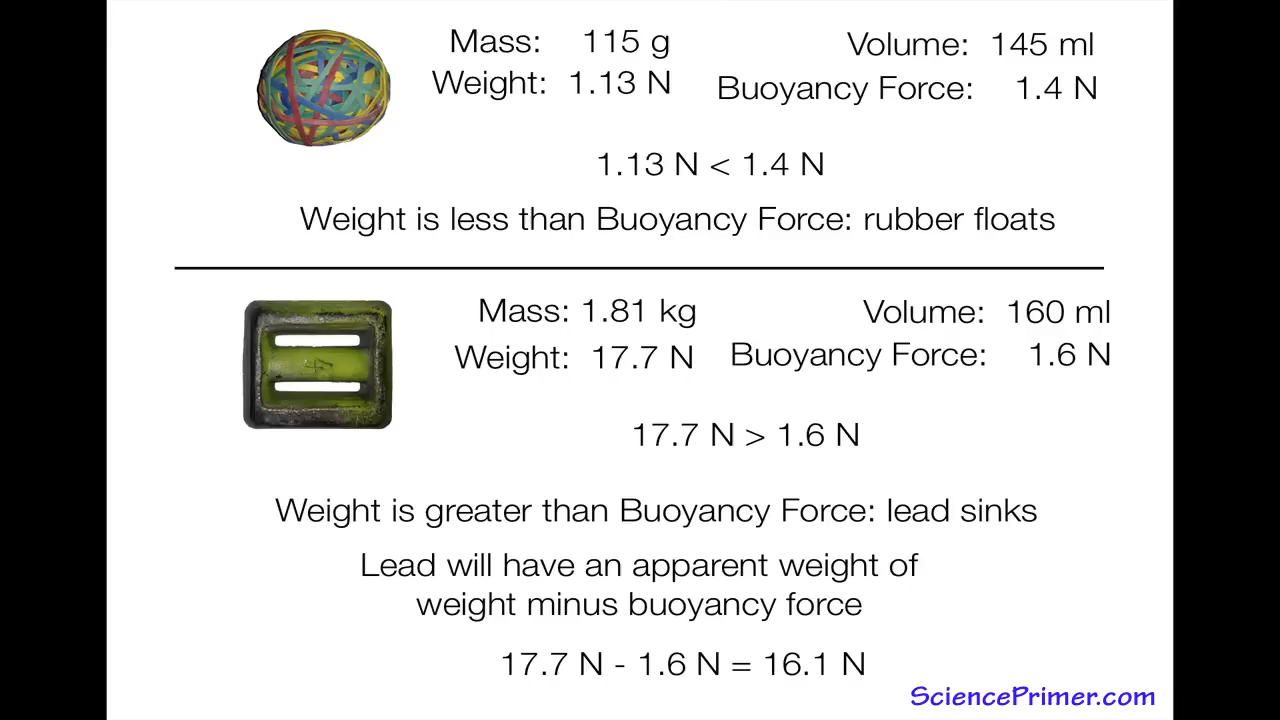 Mass: 115 g
Weight: 1.13 N
Volume: 145 ml
Buoyancy Force: 1.4 N
1.13 N < 1.4 N
Weight is less than Buoyancy Force: rubber floats
Mass: 1.81 kg
Weight: 17.7 N
Volume: 160 ml
Buoyancy Force: 1.6 N
17.7 N > 1.6 N
Weight is greater than Buoyancy Force: lead sinks
Lead will have an apparent weight of
weight minus buoyancy force
17.7 N - 1.6 N = 16.1 N
SciencePrimer.com